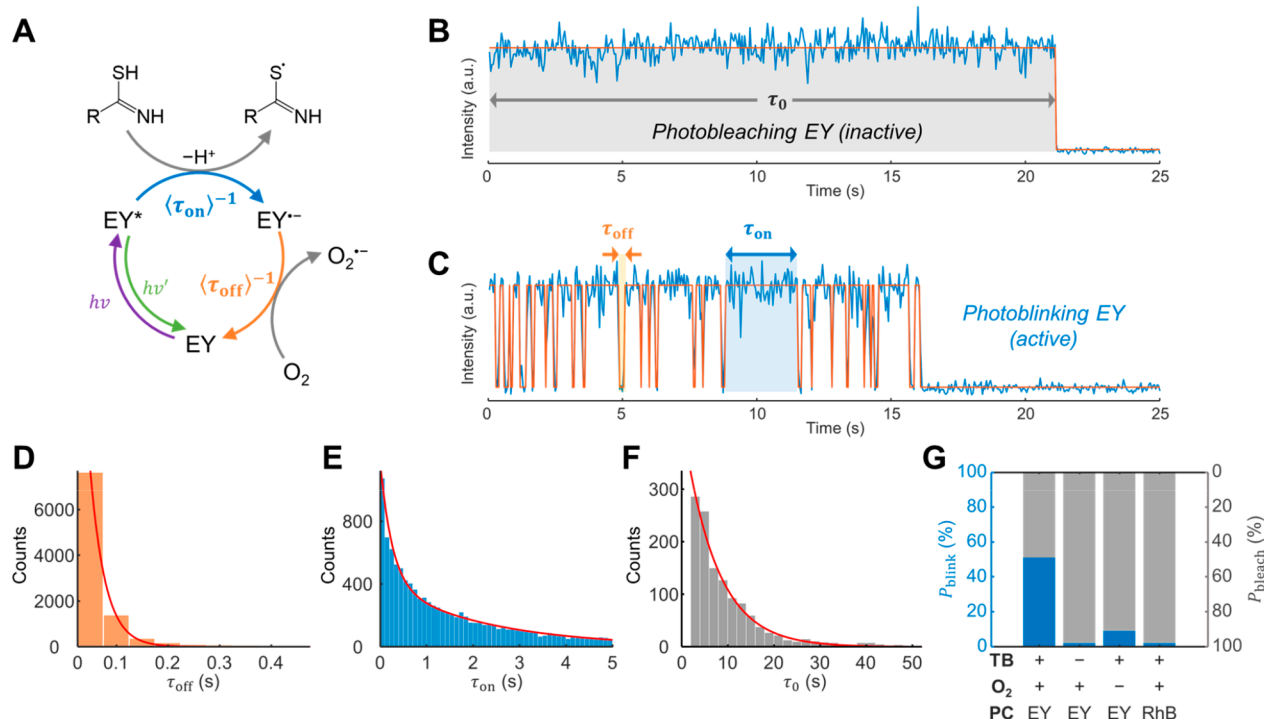 A
SH
R
NH
S•
R
NH
−H⁺
⟨τon⟩⁻¹
EY*
EY•−
O₂•−
hν
hν′
⟨τoff⟩⁻¹
EY
O₂
B
Intensity (a.u.)
τ₀
Photobleaching EY (inactive)
0 5 10 15 20 25
Time (s)
C
Intensity (a.u.)
τoff
τon
Photoblinking EY
(active)
0 5 10 15 20 25
Time (s)
D
Counts
6000
4000
2000
0
0 0.1 0.2 0.3 0.4
τoff (s)
E
Counts
800
400
0
0 1 2 3 4 5
τon (s)
F
Counts
300
200
100
0
0 10 20 30 40 50
τ₀ (s)
G
Pblink (%)
100
80
60
40
20
0
0
20
40
60
80
100
Pbleach (%)
TB + − + +
O₂ + + − +
PC EY EY EY RhB